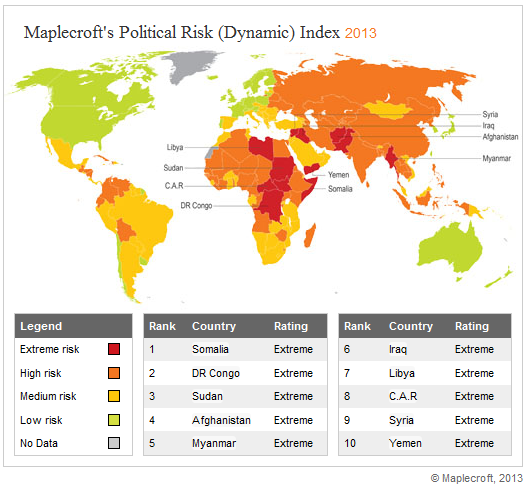 Maplecroft's Political Risk (Dynamic) Index 2013
Syria
Iraq
Afghanistan
Libya
Myanmar
Sudan
Yemen
C.A.R
Somalia
DR Congo
Legend
Extreme risk
High risk
Medium risk
Low risk
No Data
Rank Country Rating
1 Somalia Extreme
2 DR Congo Extreme
3 Sudan Extreme
4 Afghanistan Extreme
5 Myanmar Extreme
Rank Country Rating
6 Iraq Extreme
7 Libya Extreme
8 C.A.R Extreme
9 Syria Extreme
10 Yemen Extreme
© Maplecroft, 2013